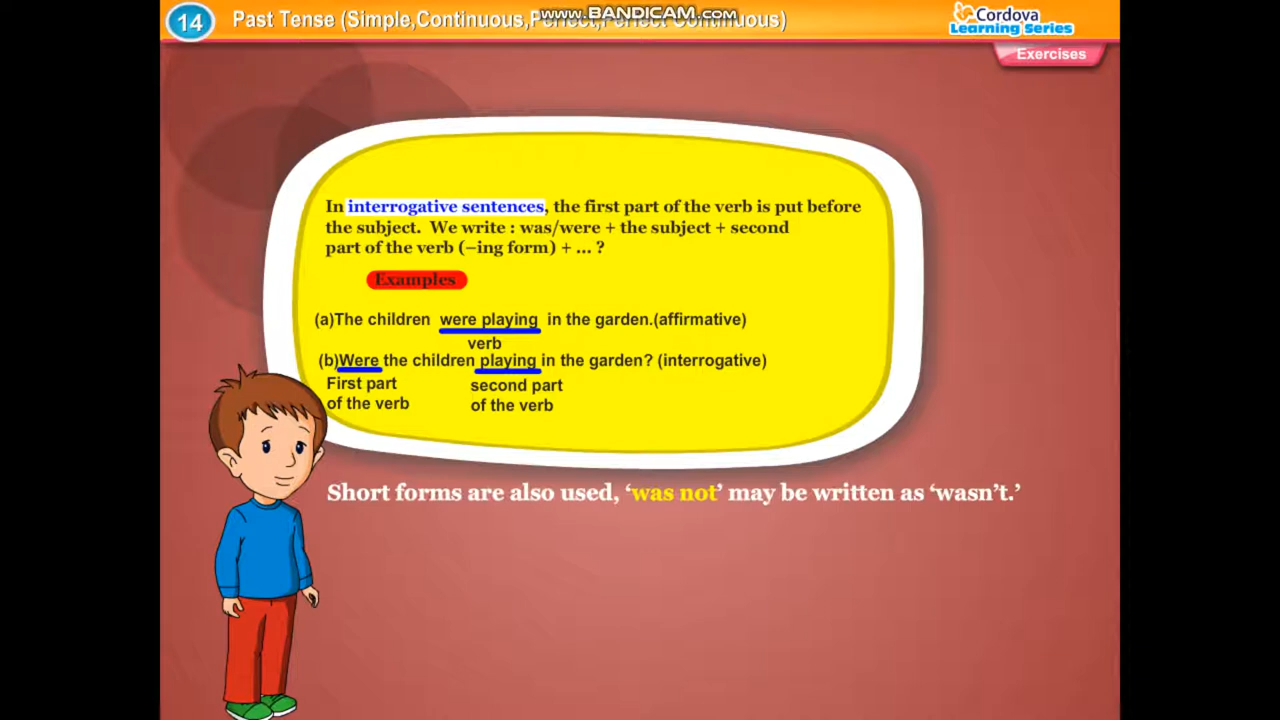 14 Past Tense (Simple,Continuous,Perfect,Perfect Continuous)
www.BANDICAM.com
Cordova
Learning Series
Exercises
In interrogative sentences, the first part of the verb is put before
the subject. We write : was/were + the subject + second
part of the verb (–ing form) + ... ?
Examples
(a)The children were playing in the garden.(affirmative)
verb
(b)Were the children playing in the garden? (interrogative)
First part second part
of the verb of the verb
Short forms are also used, ‘was not’ may be written as ‘wasn’t.’